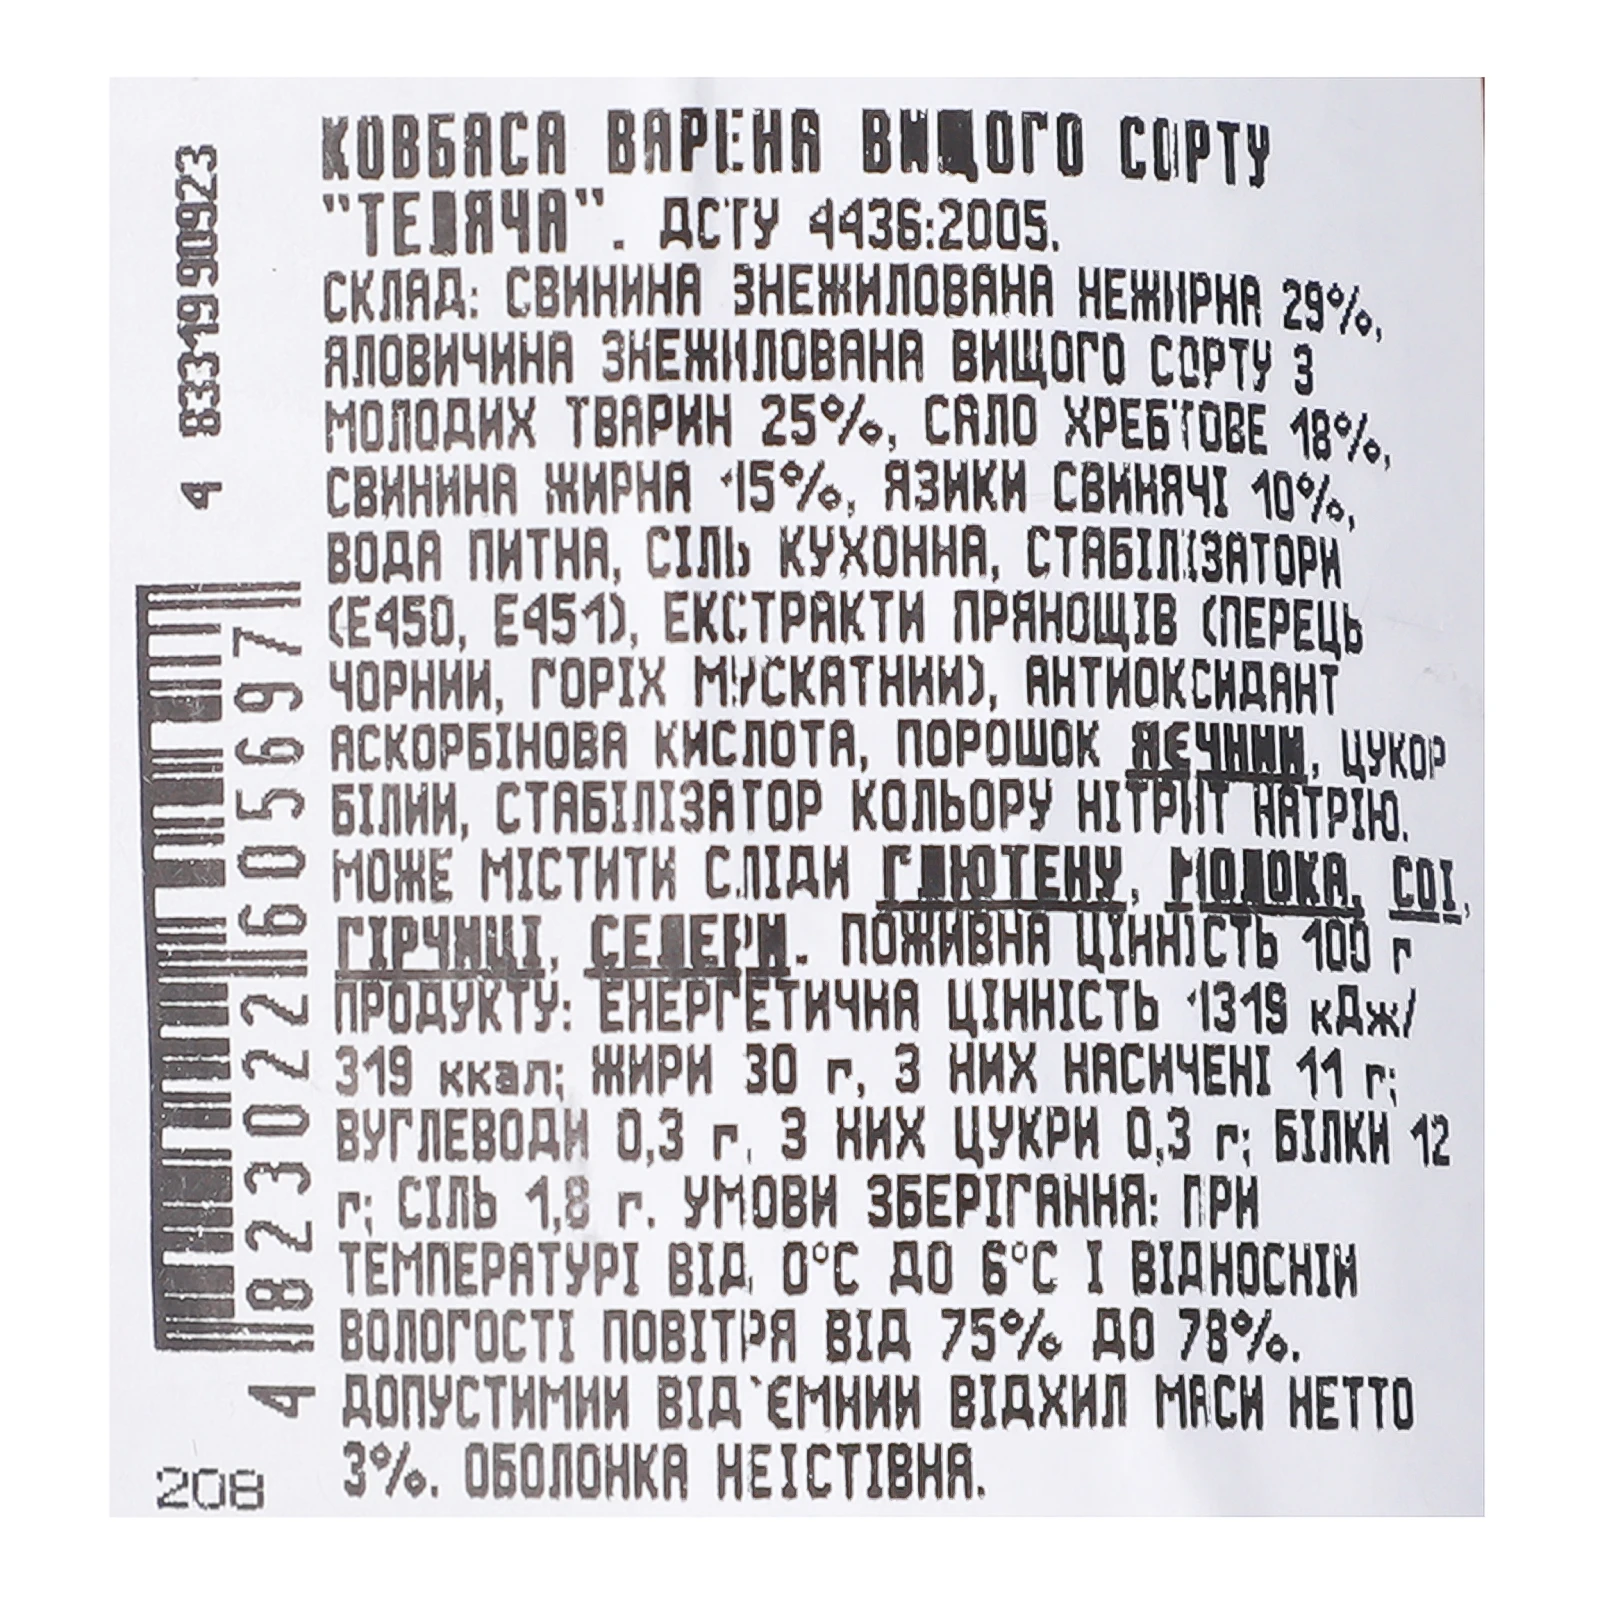 КОВБАСА ВАРЕНА ВИЩОГО СОРТУ
"ТЕЛЯЧА". ДСТУ 4436:2005.
СКЛАД: СВИНИНА ЗНЕЖИЛОВАНА НЕЖИРНА 29%,
ЯЛОВИЧИНА ЗНЕЖИЛОВАНА ВИЩОГО СОРТУ З
МОЛОДИХ ТВАРИН 25%, САЛО ХРЕБТОВЕ 18%,
СВИНИНА ЖИРНА 15%, ЯЗИКИ СВИНЯЧІ 10%,
ВОДА ПИТНА, СІЛЬ КУХОННА, СТАБІЛІЗАТОРИ
(Е450, Е451), ЕКСТРАКТИ ПРЯНОЩІВ (ПЕРЕЦЬ
ЧОРНИЙ, ГОРІХ МУСКАТНИЙ), АНТИОКСИДАНТ
АСКОРБІНОВА КИСЛОТА, ПОРОШОК ЯЄЧНИЙ, ЦУКОР
БІЛИЙ, СТАБІЛІЗАТОР КОЛЬОРУ НІТРИТ НАТРІЮ.
МОЖЕ МІСТИТИ СЛІДИ ГЛЮТЕНУ, МОЛОКА, СОЇ,
ГІРЧИЦІ, СЕЛЕРИ. ПОЖИВНА ЦІННІСТЬ 100 г
ПРОДУКТУ: ЕНЕРГЕТИЧНА ЦІННІСТЬ 1319 кДж/
319 ккал; ЖИРИ 30 г, З НИХ НАСИЧЕНІ 11 г;
ВУГЛЕВОДИ 0,3 г, З НИХ ЦУКРИ 0,3 г; БІЛКИ 12
г; СІЛЬ 1,8 г. УМОВИ ЗБЕРІГАННЯ: ПРИ
ТЕМПЕРАТУРІ ВІД 0°С ДО 6°С І ВІДНОСНІЙ
ВОЛОГОСТІ ПОВІТРЯ ВІД 75% ДО 78%.
ДОПУСТИМИЙ ВІД`ЄМНИЙ ВІДХИЛ МАСИ НЕТТО
3%. ОБОЛОНКА НЕЇСТІВНА.
4 8331990923
4 823022605697
208